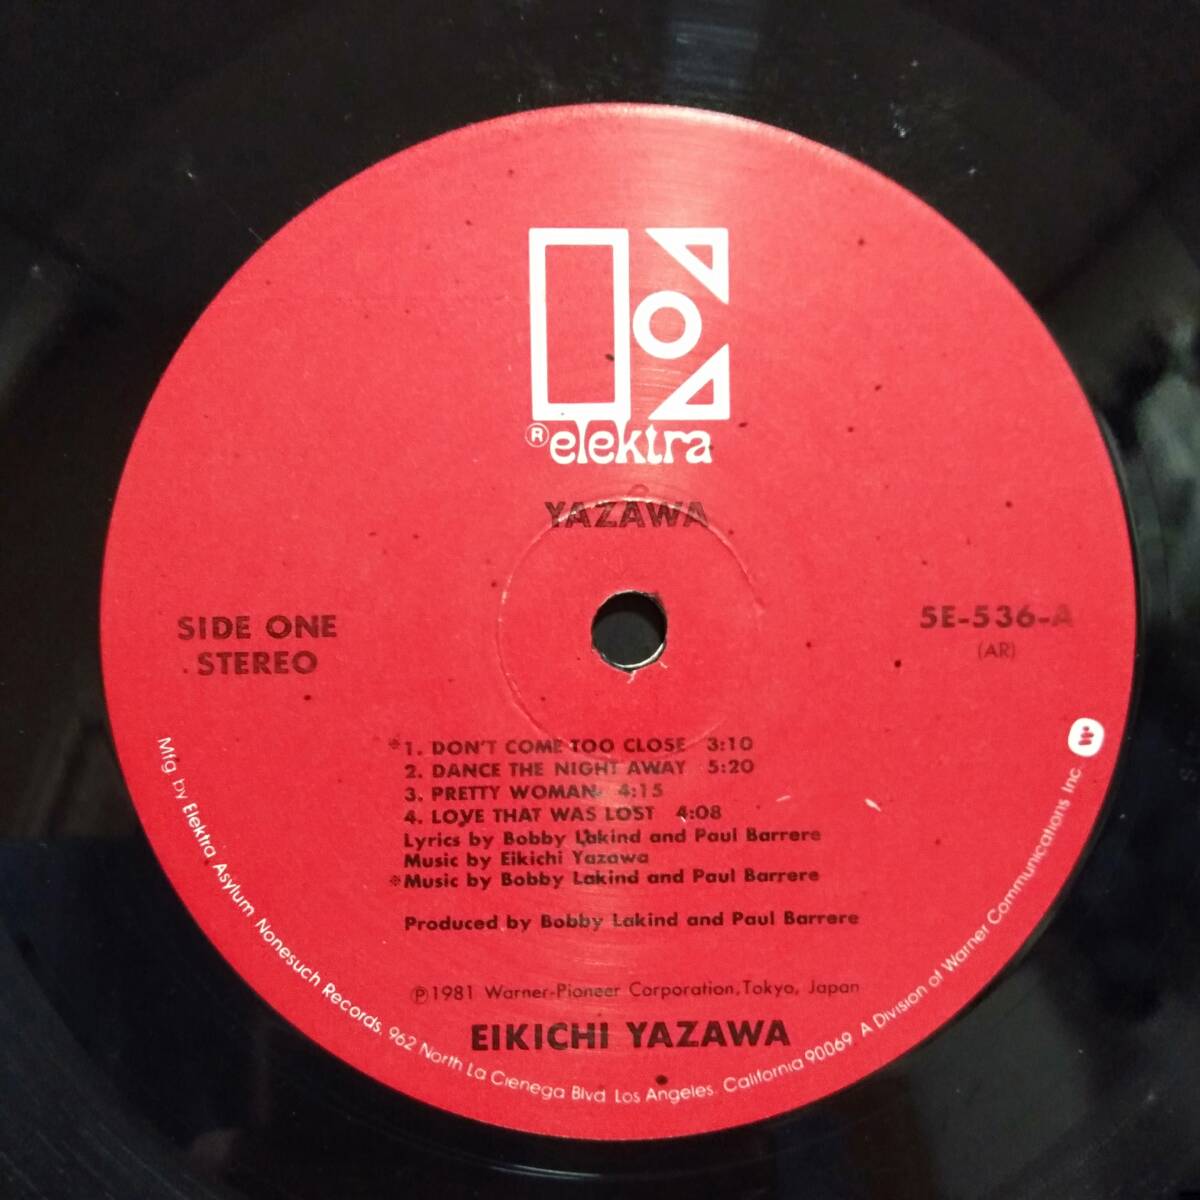 ® elektra
YAZAWA
SIDE ONE
STEREO
5E-536-A
(AR)
※1. DON'T COME TOO CLOSE 3:10
2. DANCE THE NIGHT AWAY 5:20
3. PRETTY WOMAN 4:15
4. LOVE THAT WAS LOST 4:08
Lyrics by Bobby Lakind and Paul Barrere
Music by Eikichi Yazawa
※Music by Bobby Lakind and Paul Barrere
Produced by Bobby Lakind and Paul Barrere
℗1981 Warner-Pioneer Corporation, Tokyo, Japan
EIKICHI YAZAWA
Mfg. by Elektra Asylum Nonesuch Records. 962 North La Cienega Blvd. Los Angeles. California 90069. A Division of Warner Communications Inc